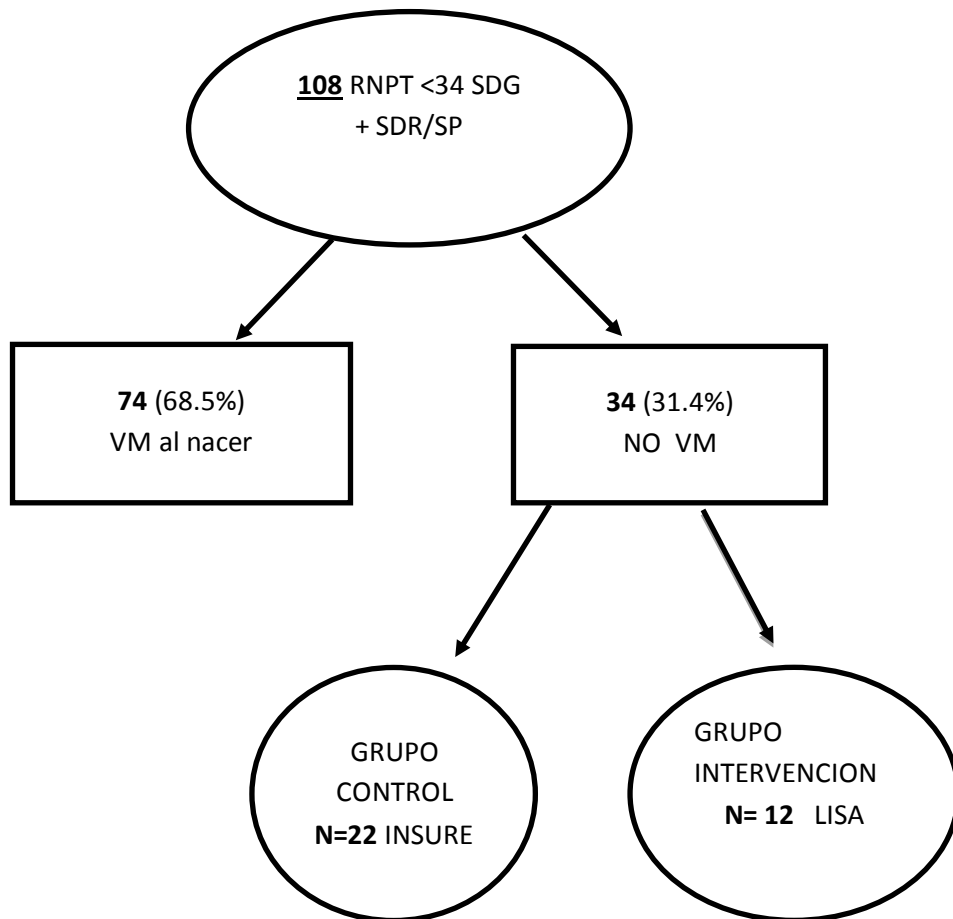 108 RNPT <34 SDG
+ SDR/SP
74 (68.5%)
VM al nacer
34 (31.4%)
NO VM
GRUPO
CONTROL
N=22 INSURE
GRUPO
INTERVENCION
N= 12 LISA